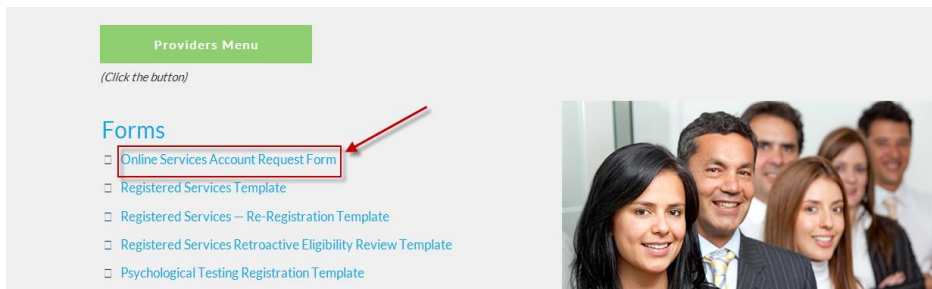 Providers Menu
(Click the button)
Forms
Online Services Account Request Form
Registered Services Template
Registered Services — Re-Registration Template
Registered Services Retroactive Eligibility Review Template
Psychological Testing Registration Template